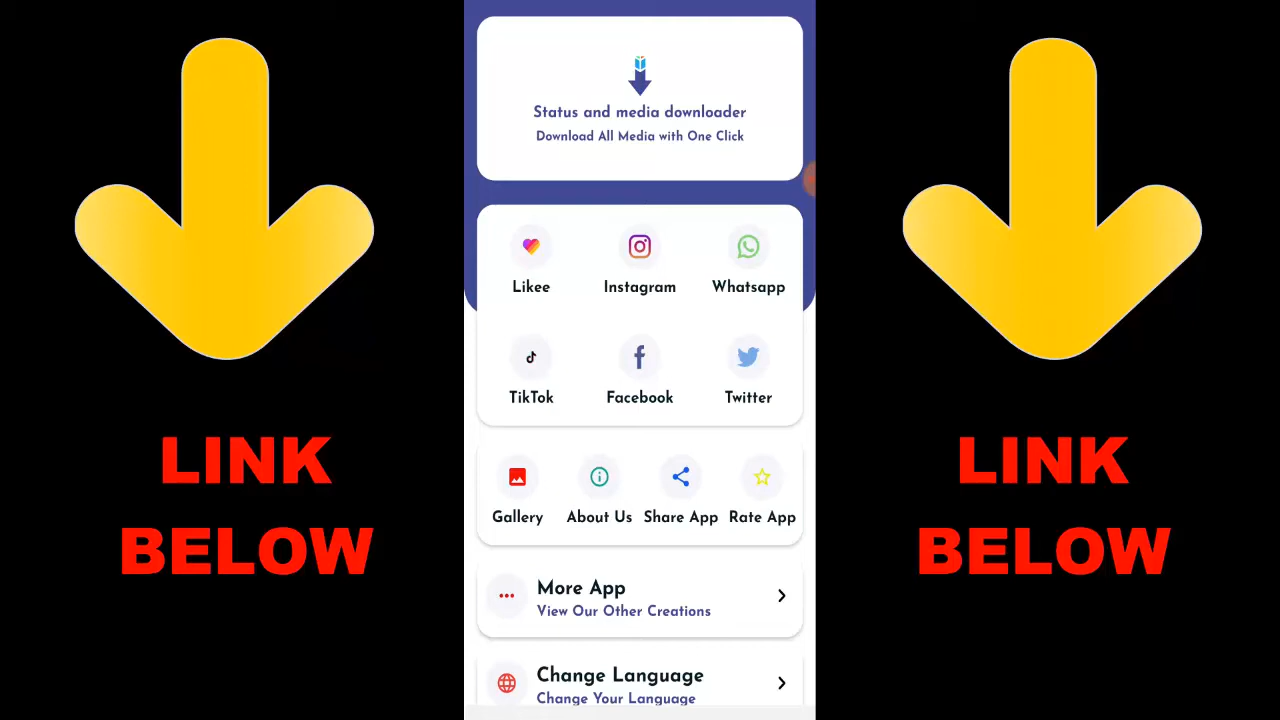 Status and media downloader
Download All Media with One Click
Likee
Instagram
Whatsapp
TikTok
Facebook
Twitter
Gallery
About Us
Share App
Rate App
More App
View Our Other Creations
Change Language
Change Your Language
LINK
BELOW
LINK
BELOW